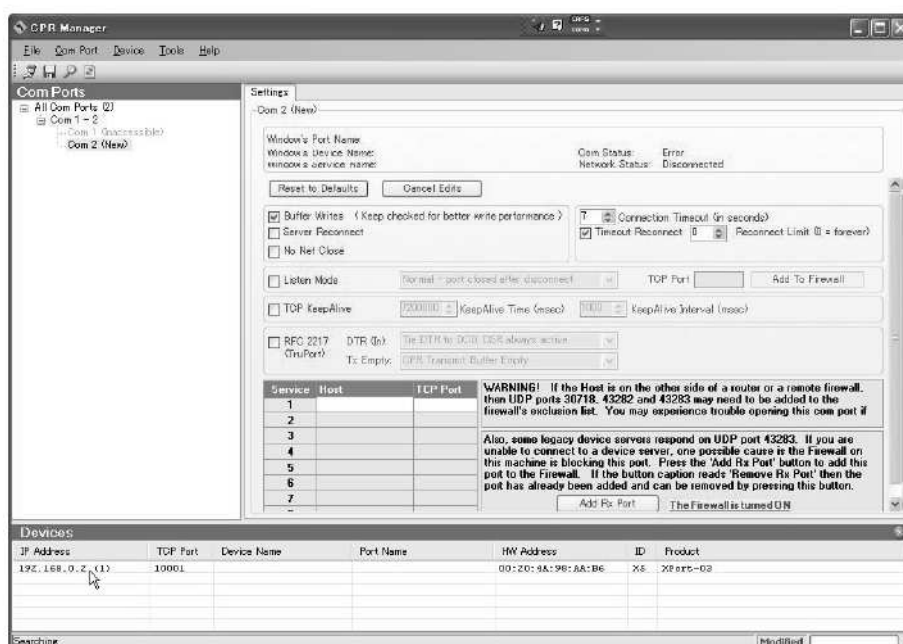 CPR Manager
File Com Port Device Tools Help
Com Ports
All Com Ports (2)
Com 1 - 2
Com 1 (Inaccessible)
Com 2 (New)
Settings
Com 2 (New)
Window's Port Name:
Window's Device Name:
Window's Service Name:
Com Status: Error
Network Status: Disconnected
Reset to Defaults Cancel Edits
Buffer Writes (Keep checked for better write performance)
Server Reconnect
No Net Close
7 Connection Timeout (in seconds)
Timeout Reconnect 0 Reconnect Limit (0 = forever)
Listen Mode Normal - port closed after disconnect TCP Port Add To Firewall
TCP KeepAlive 7200000 KeepAlive Time (msec) 1000 KeepAlive Interval (msec)
RFC 2217 (TruPort) DTR (In): Tie DTR to DCD, DSR always active
Tx Empty: CPR Transmit Buffer Empty
Service Host TCP Port
1
2
3
4
5
6
7
WARNING! If the Host is on the other side of a router or a remote firewall,
then UDP ports 30718, 43282 and 43283 may need to be added to the
firewall's exclusion list. You may experience trouble opening this com port if
Also, some legacy device servers respond on UDP port 43283. If you are
unable to connect to a device server, one possible cause is the Firewall on
this machine is blocking this port. Press the 'Add Rx Port' button to add this
port to the Firewall. If the button caption reads 'Remove Rx Port' then the
port has already been added and can be removed by pressing this button.
Add Rx Port The Firewall is turned ON
Devices
IP Address TCP Port Device Name Port Name HW Address ID Product
192.168.0.2 (1) 10001 00:20:4A:98:AA:B6 X5 XPort-03
Searching
Modified